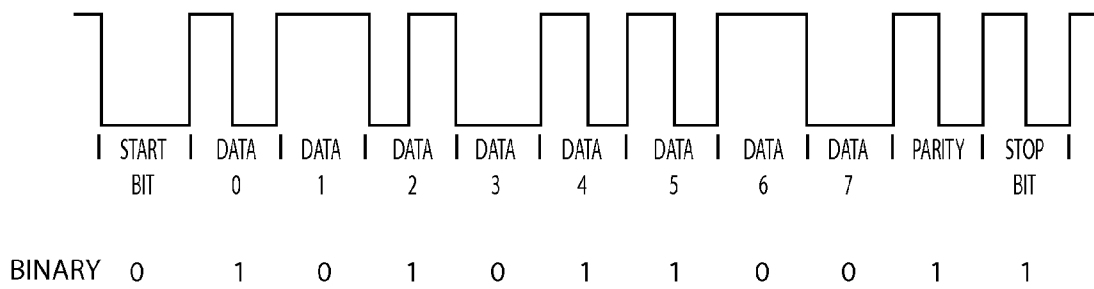 START DATA DATA DATA DATA DATA DATA DATA DATA PARITY STOP
BIT 0 1 2 3 4 5 6 7 BIT
BINARY 0 1 0 1 0 1 1 0 0 1 1